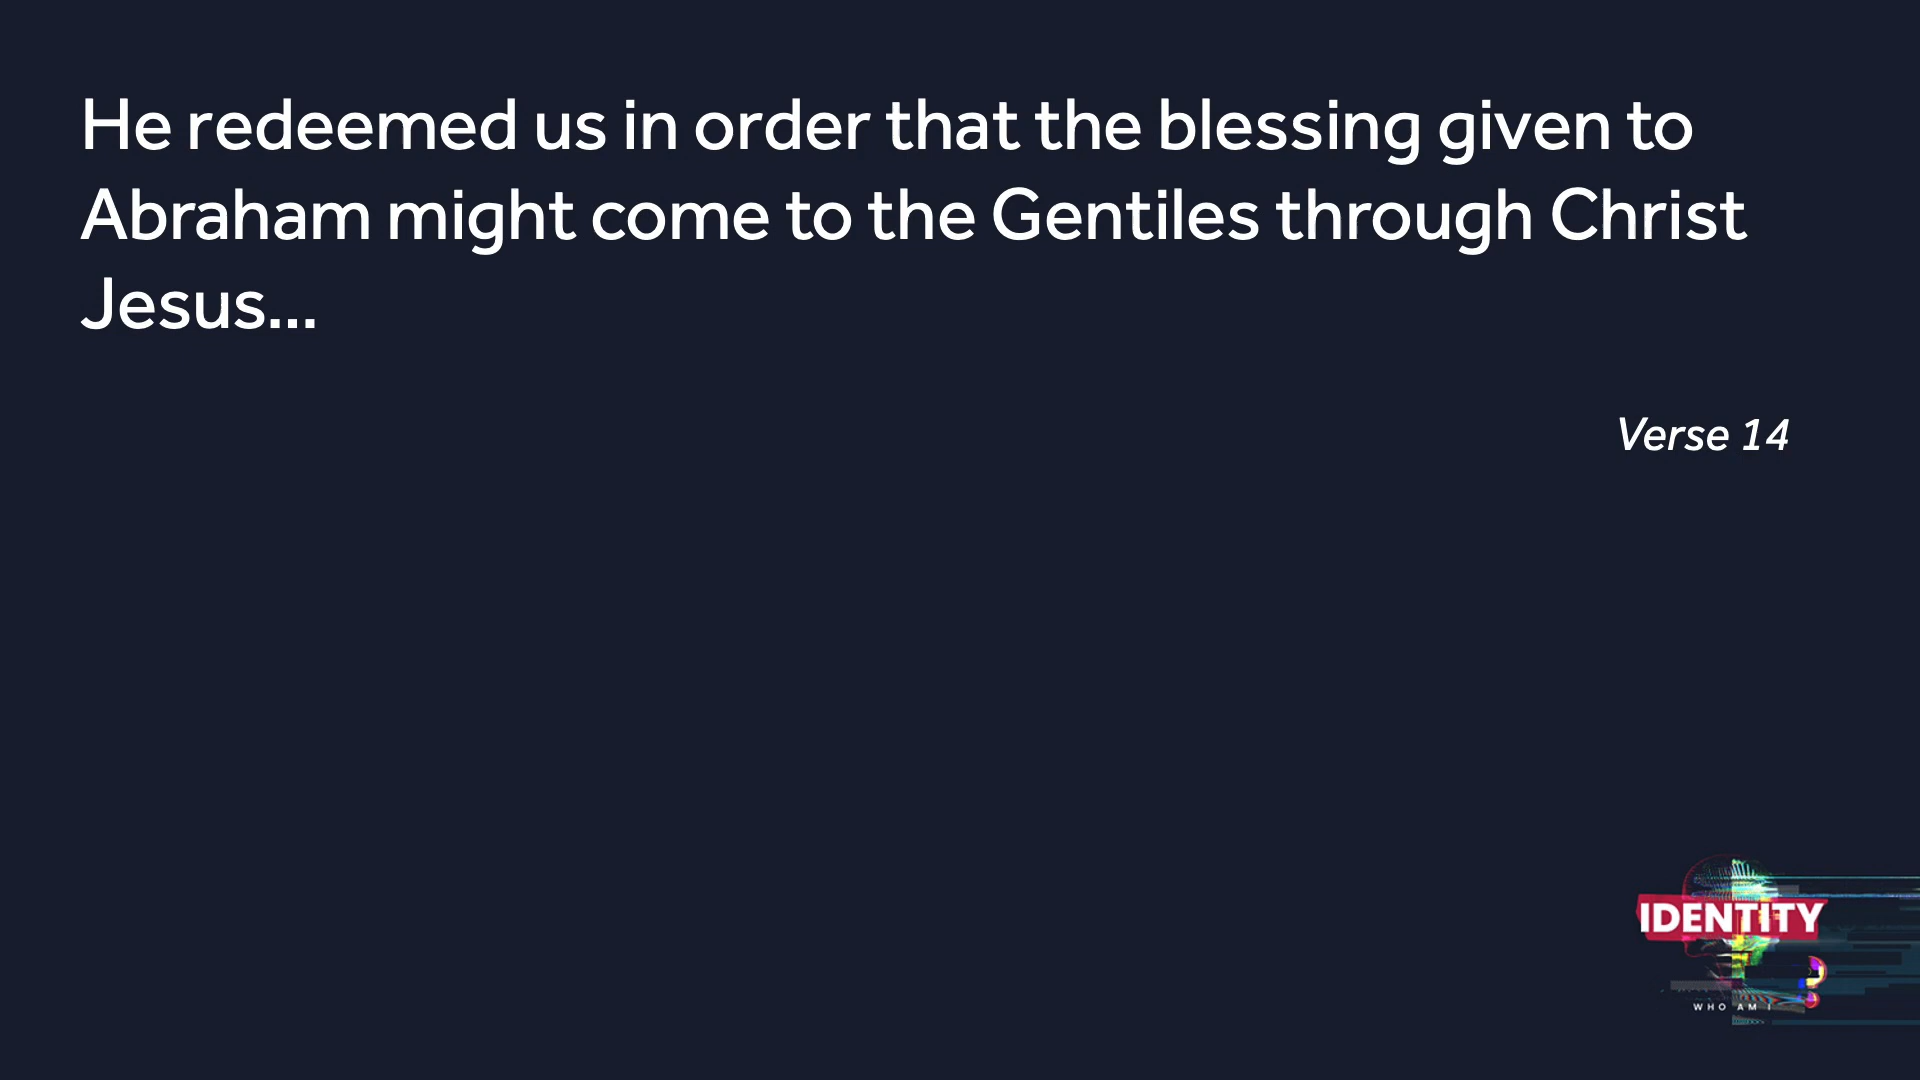 He redeemed us in order that the blessing given to
Abraham might come to the Gentiles through Christ
Jesus...
Verse 14
IDENTITY
WHO AM I